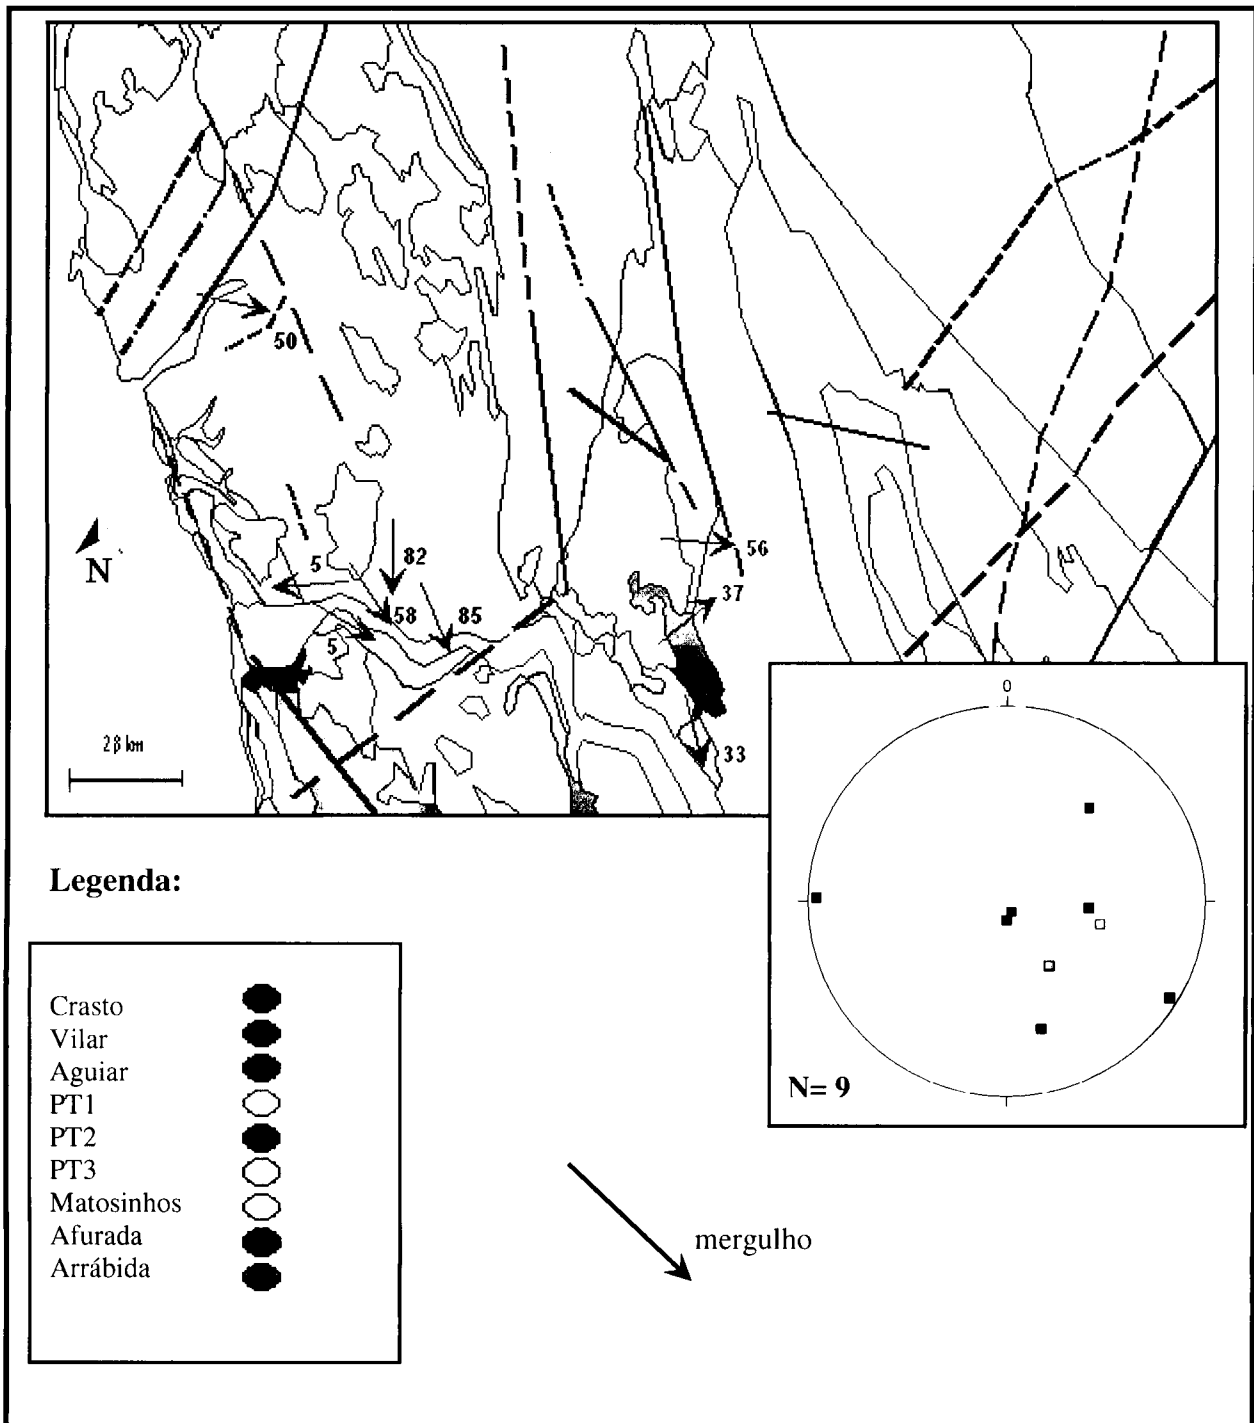 50
5
82
58
85
5
56
37
33
N
0
N= 9
Legenda:
Crasto
Vilar
Aguiar
PT1
PT2
PT3
Matosinhos
Afurada
Arrábida
mergulho